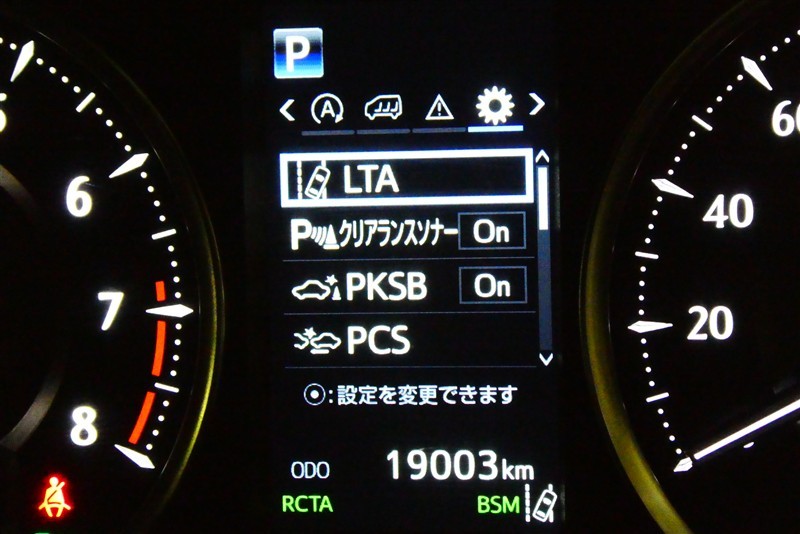 P
A
LTA
Pクリアランスソナー On
PKSB On
PCS
⦿:設定を変更できます
ODO 19003km
RCTA BSM
6
7
8
60
40
20